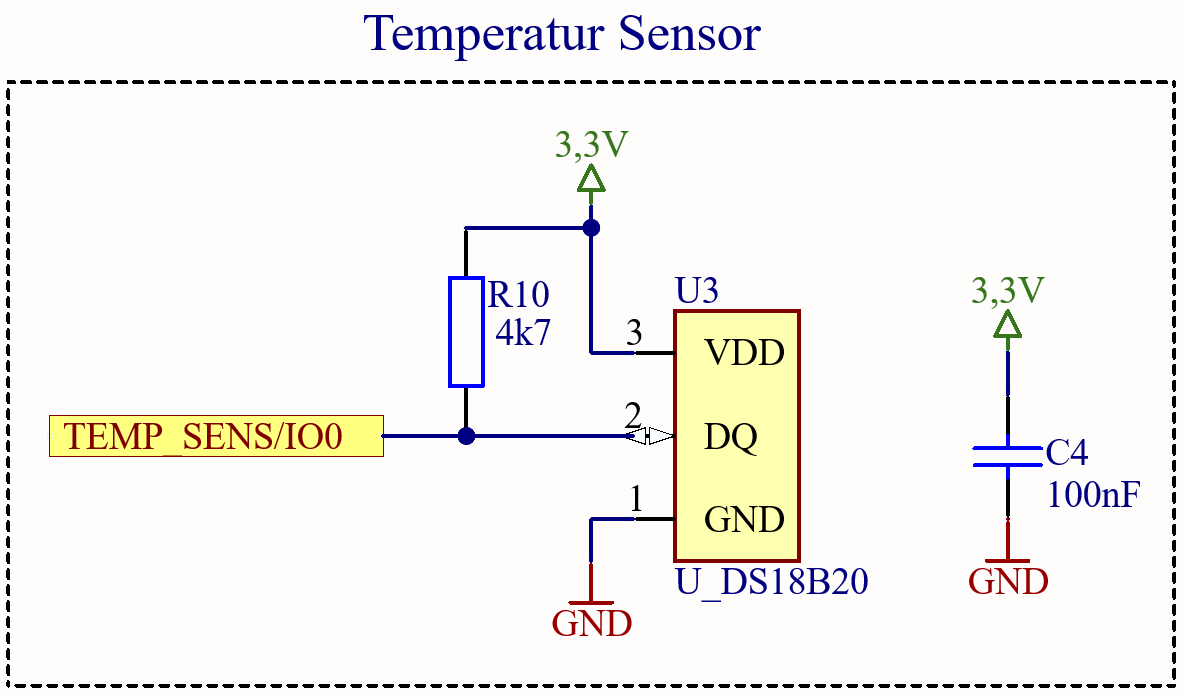 Temperatur Sensor
3,3V
R10
4k7
TEMP_SENS/IO0
U3
3
VDD
2
DQ
1
GND
U_DS18B20
GND
3,3V
C4
100nF
GND